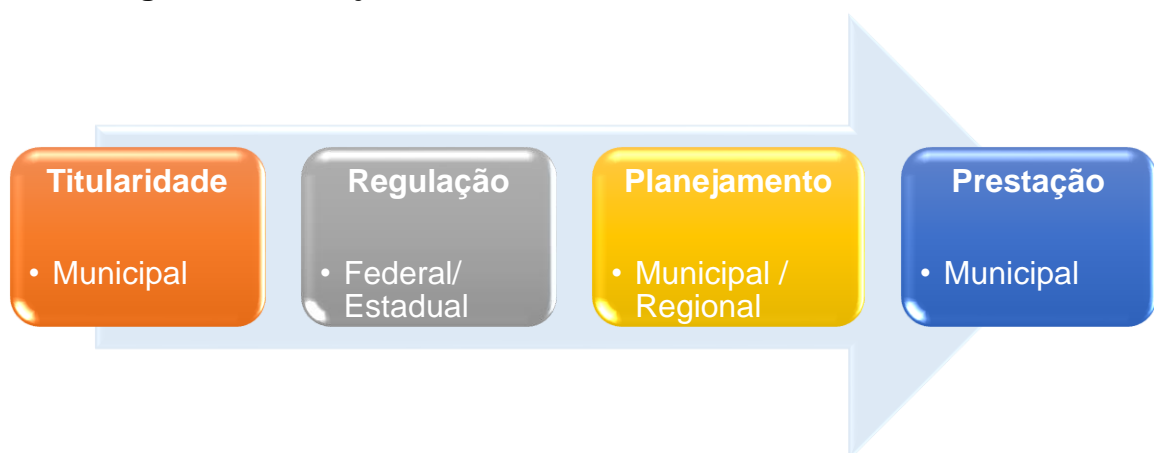 Titularidade
• Municipal
Regulação
• Federal/
Estadual
Planejamento
• Municipal /
Regional
Prestação
• Municipal